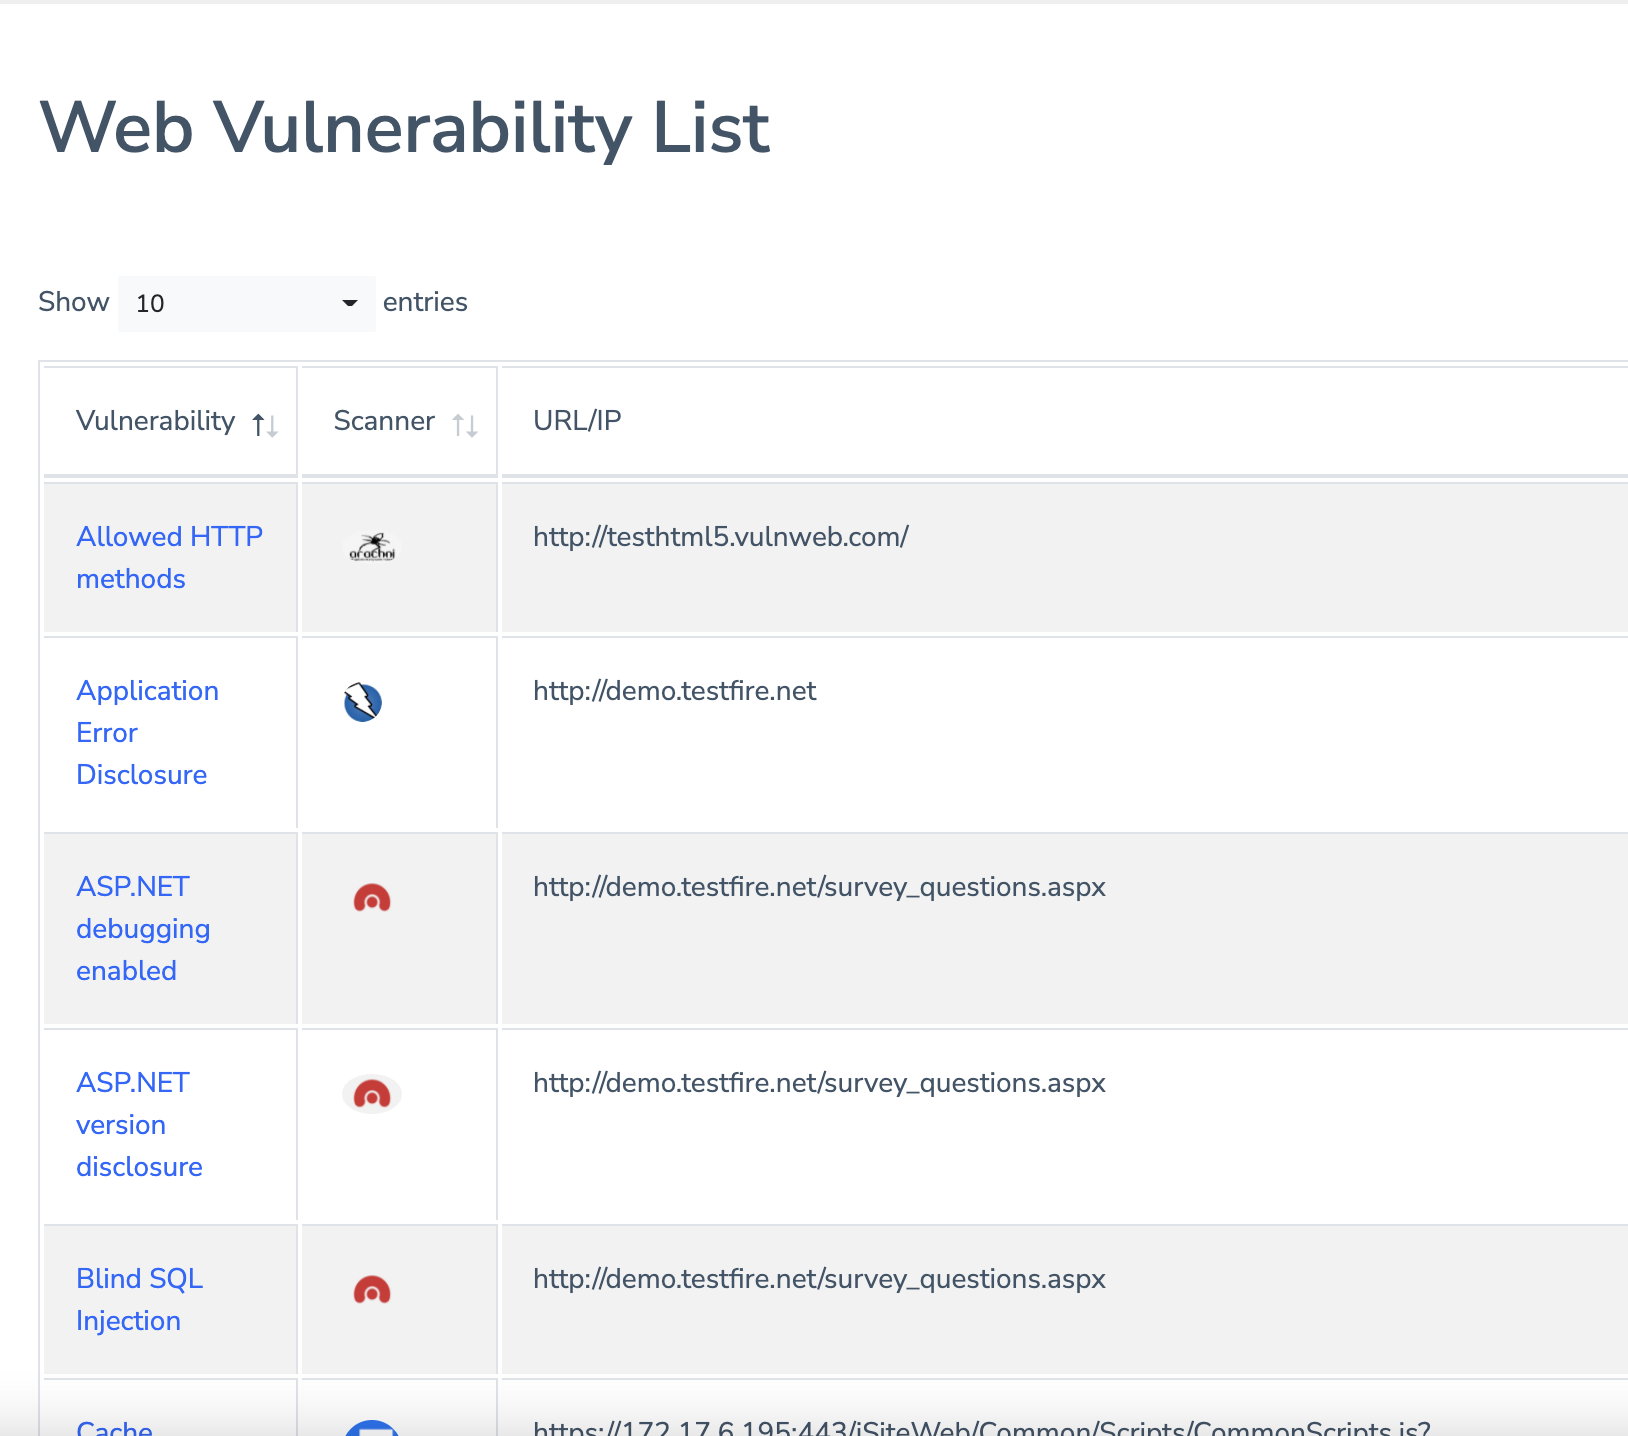 Web Vulnerability List
Show 10 entries
Vulnerability Scanner URL/IP
Allowed HTTP
methods
arachni
http://testhtml5.vulnweb.com/
Application
Error
Disclosure
http://demo.testfire.net
ASP.NET
debugging
enabled
http://demo.testfire.net/survey_questions.aspx
ASP.NET
version
disclosure
http://demo.testfire.net/survey_questions.aspx
Blind SQL
Injection
http://demo.testfire.net/survey_questions.aspx
Cache
https://172.17.6.195:443/iSiteWeb/Common/Scripts/CommonScripts.js?